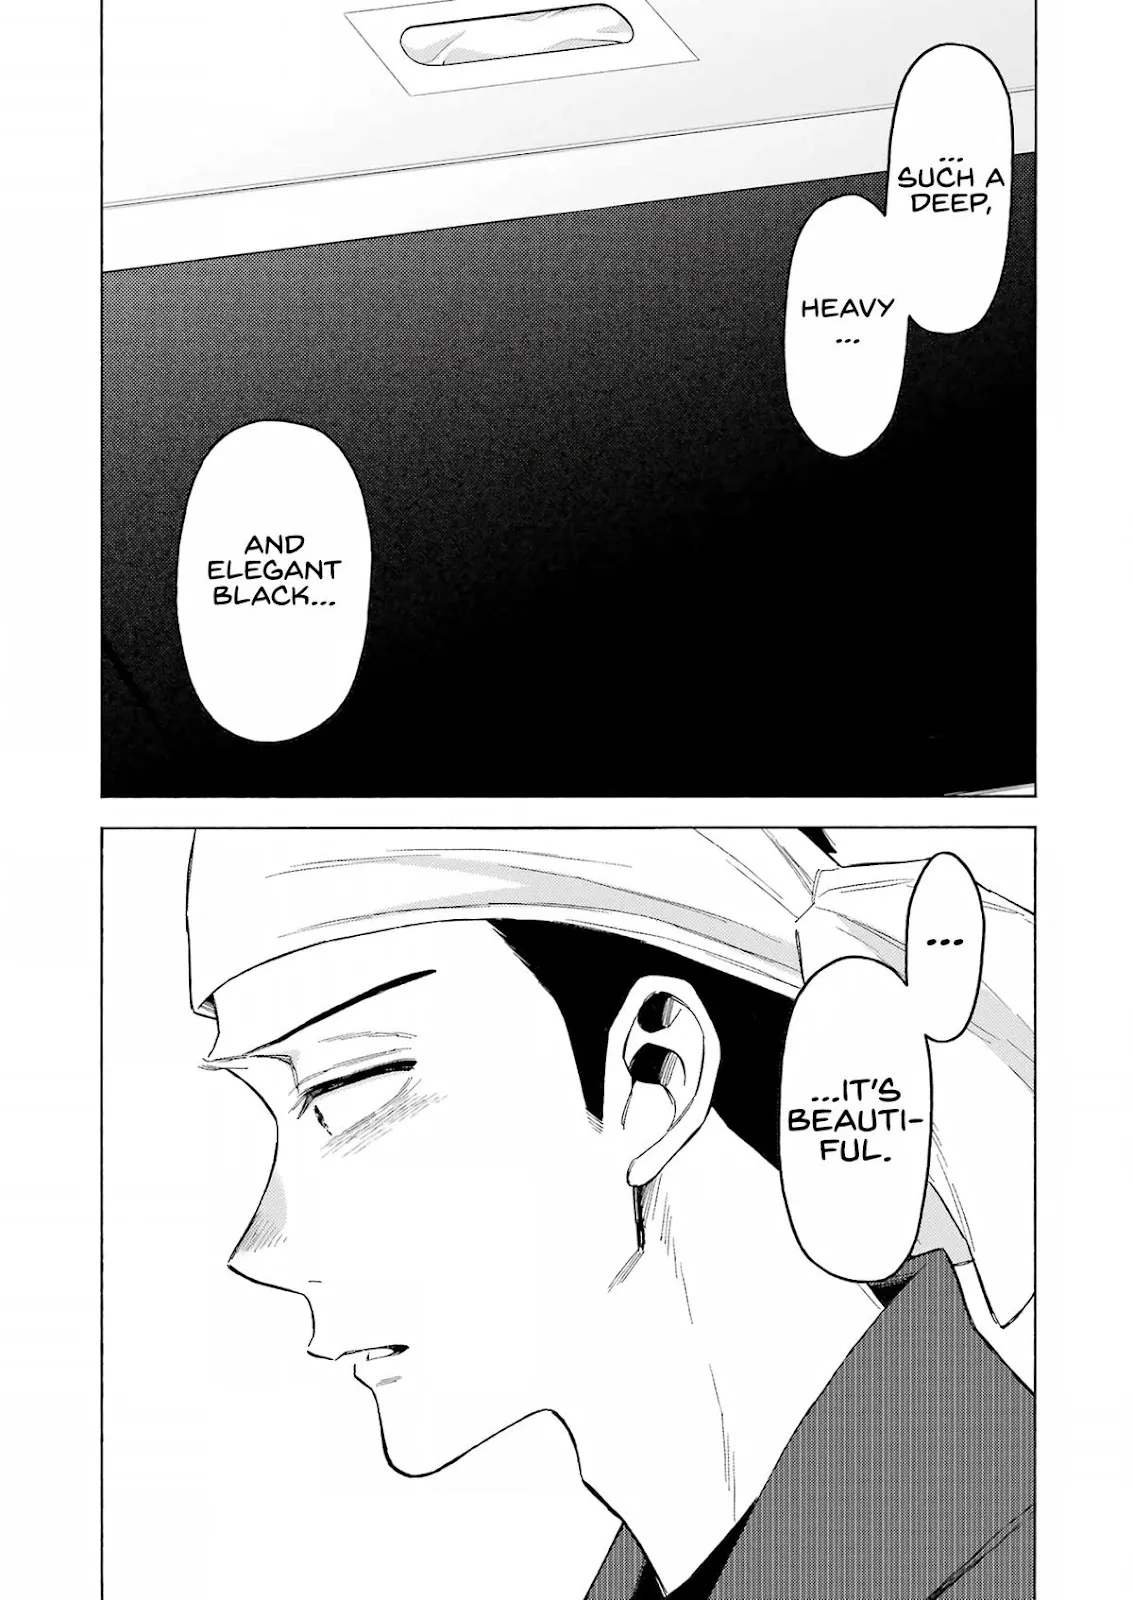 ...
SUCH A
DEEP,
HEAVY
...
AND
ELEGANT
BLACK...
...
...IT'S
BEAUTI-
FUL.